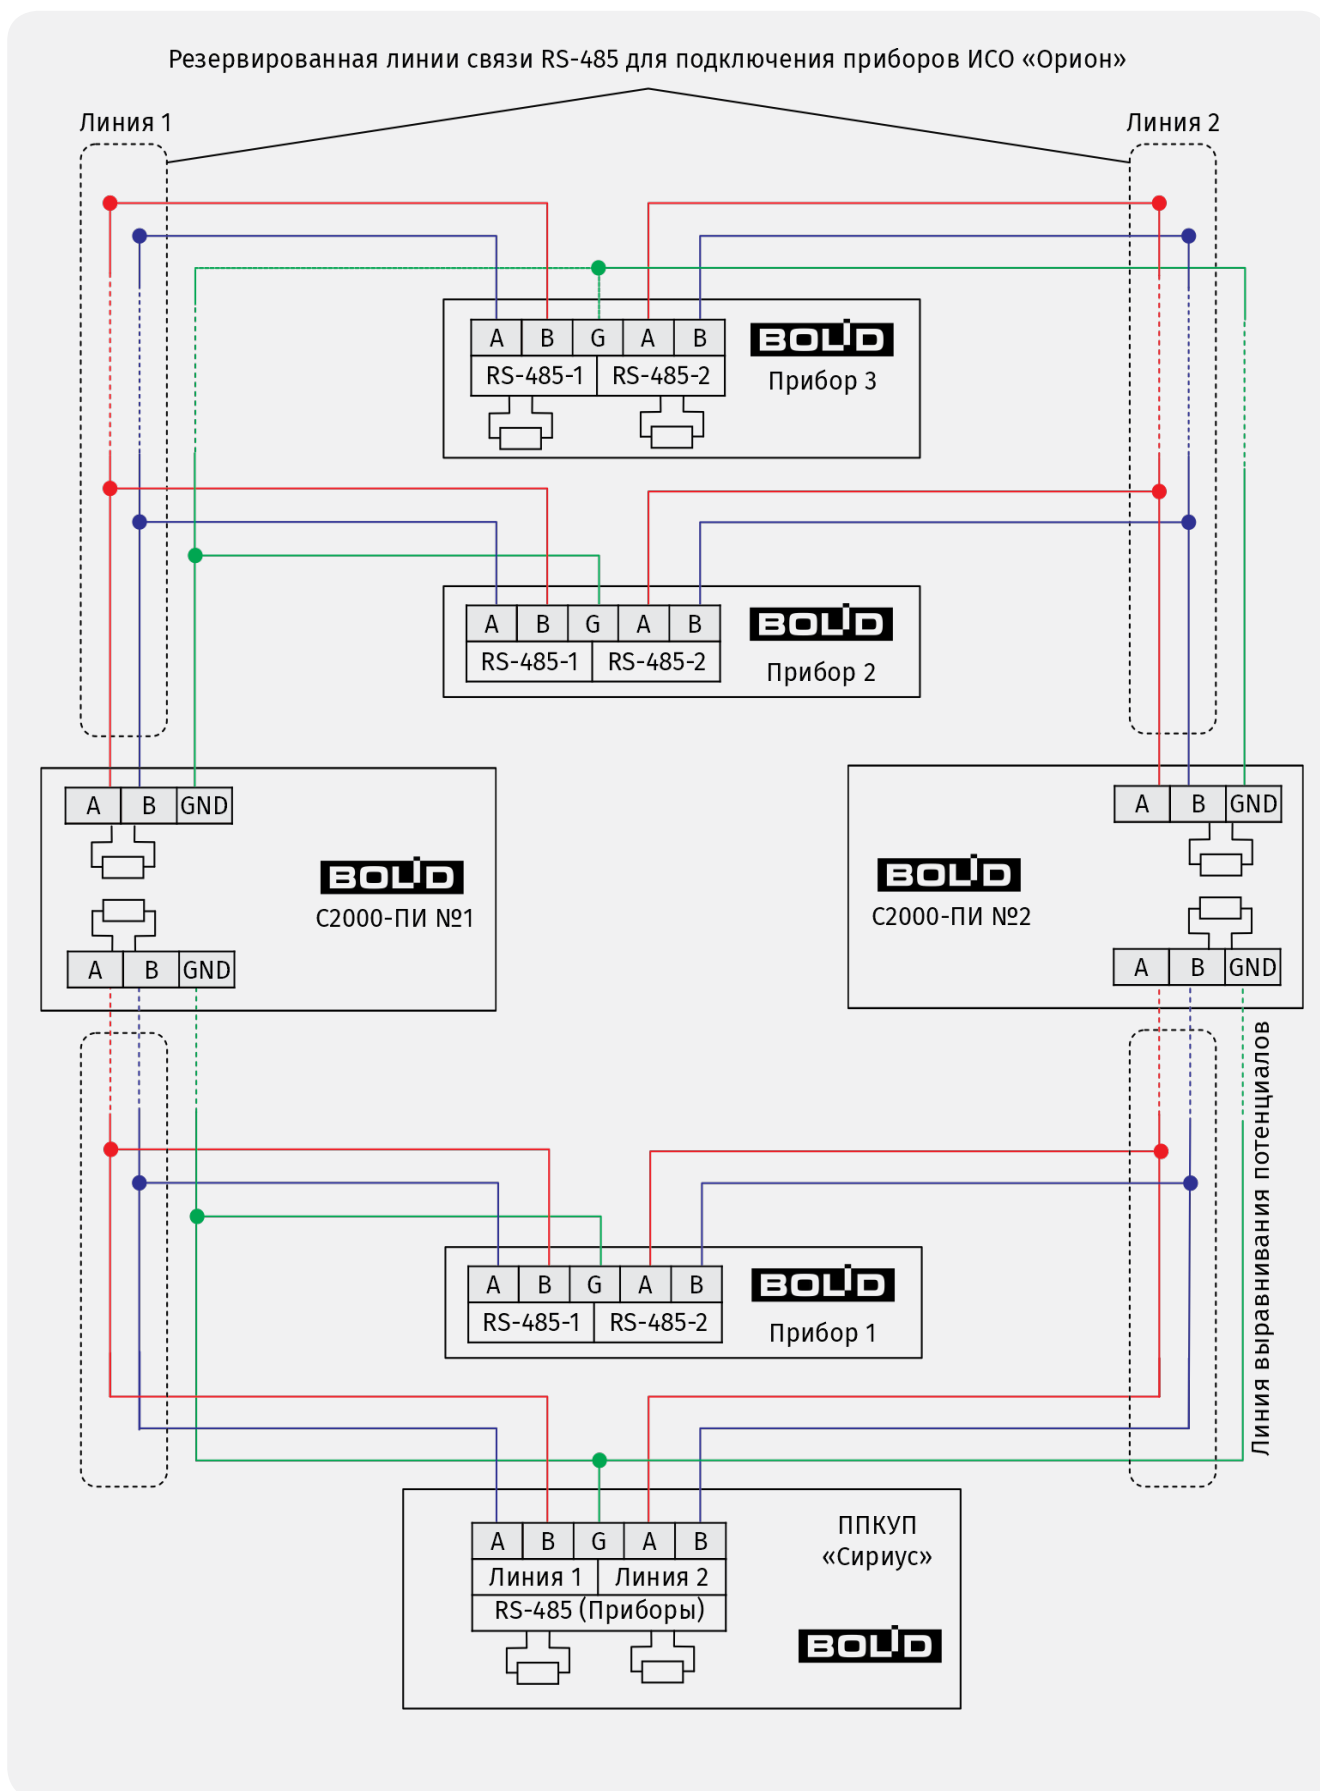 Резервированная линии связи RS-485 для подключения приборов ИСО «Орион»
Линия 1
Линия 2
A B G A B
RS-485-1 RS-485-2
BOLID
Прибор 3
A B G A B
RS-485-1 RS-485-2
BOLID
Прибор 2
A B GND
BOLID
С2000-ПИ №1
A B GND
A B GND
BOLID
С2000-ПИ №2
A B GND
Линия выравнивания потенциалов
A B G A B
RS-485-1 RS-485-2
BOLID
Прибор 1
A B G A B
Линия 1 Линия 2
RS-485 (Приборы)
ППКУП
«Сириус»
BOLID